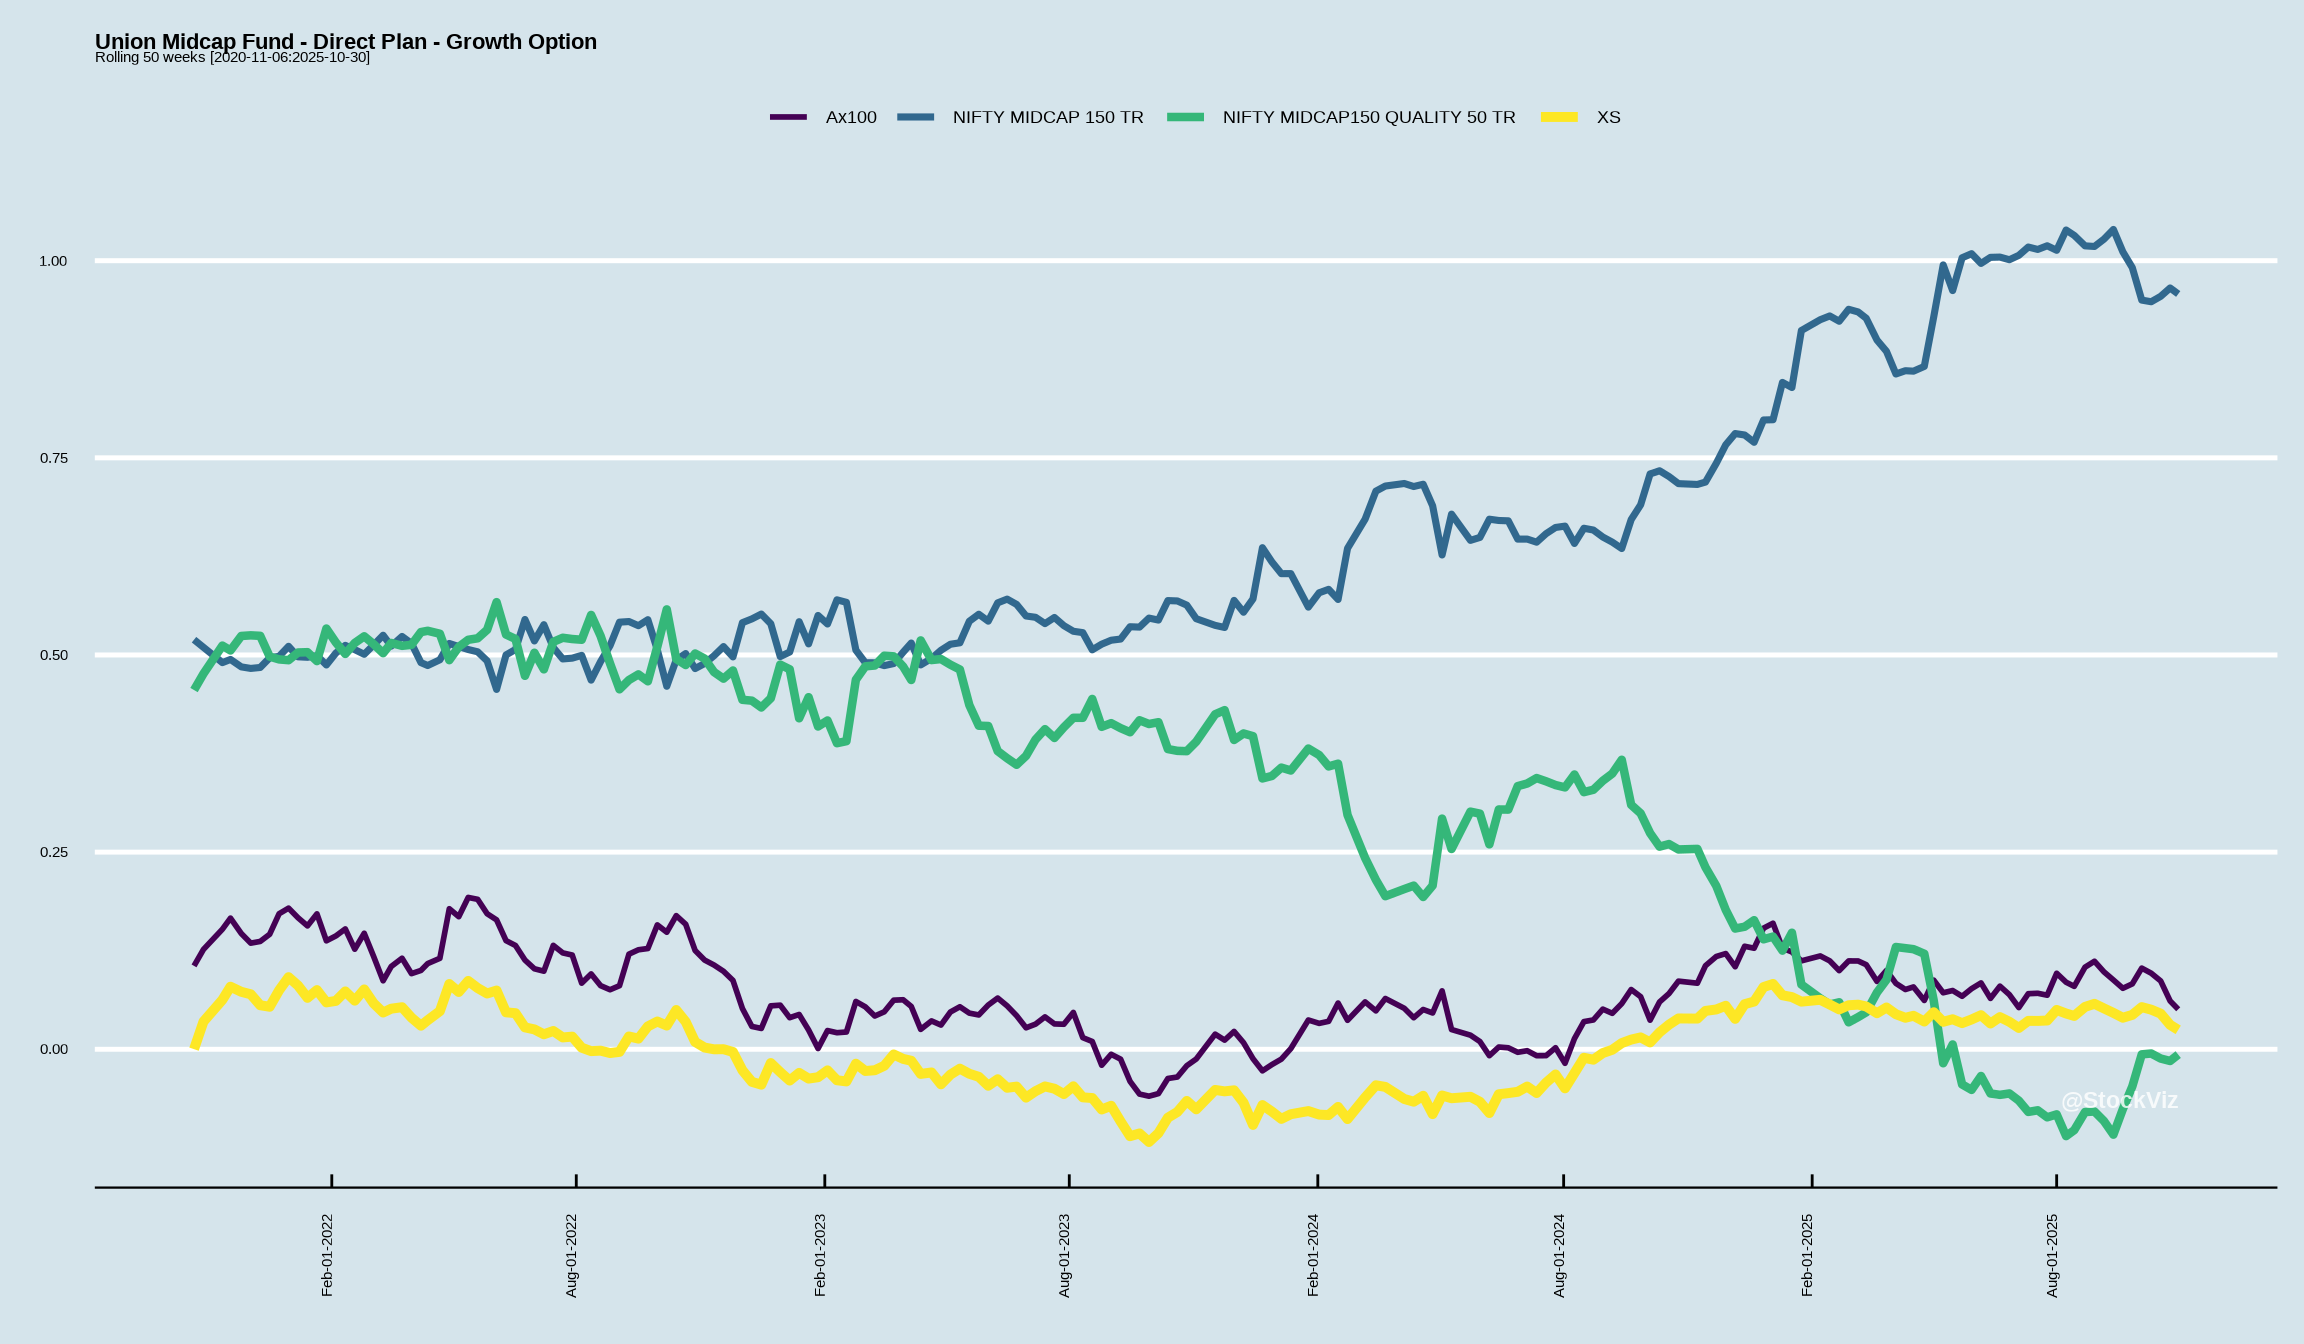 Union Midcap Fund - Direct Plan - Growth Option
Rolling 50 weeks [2020-11-06:2025-10-30]
Ax100 NIFTY MIDCAP 150 TR NIFTY MIDCAP150 QUALITY 50 TR XS
1.00
0.75
0.50
0.25
0.00
@StockViz
Feb-01-2022 Aug-01-2022 Feb-01-2023 Aug-01-2023 Feb-01-2024 Aug-01-2024 Feb-01-2025 Aug-01-2025